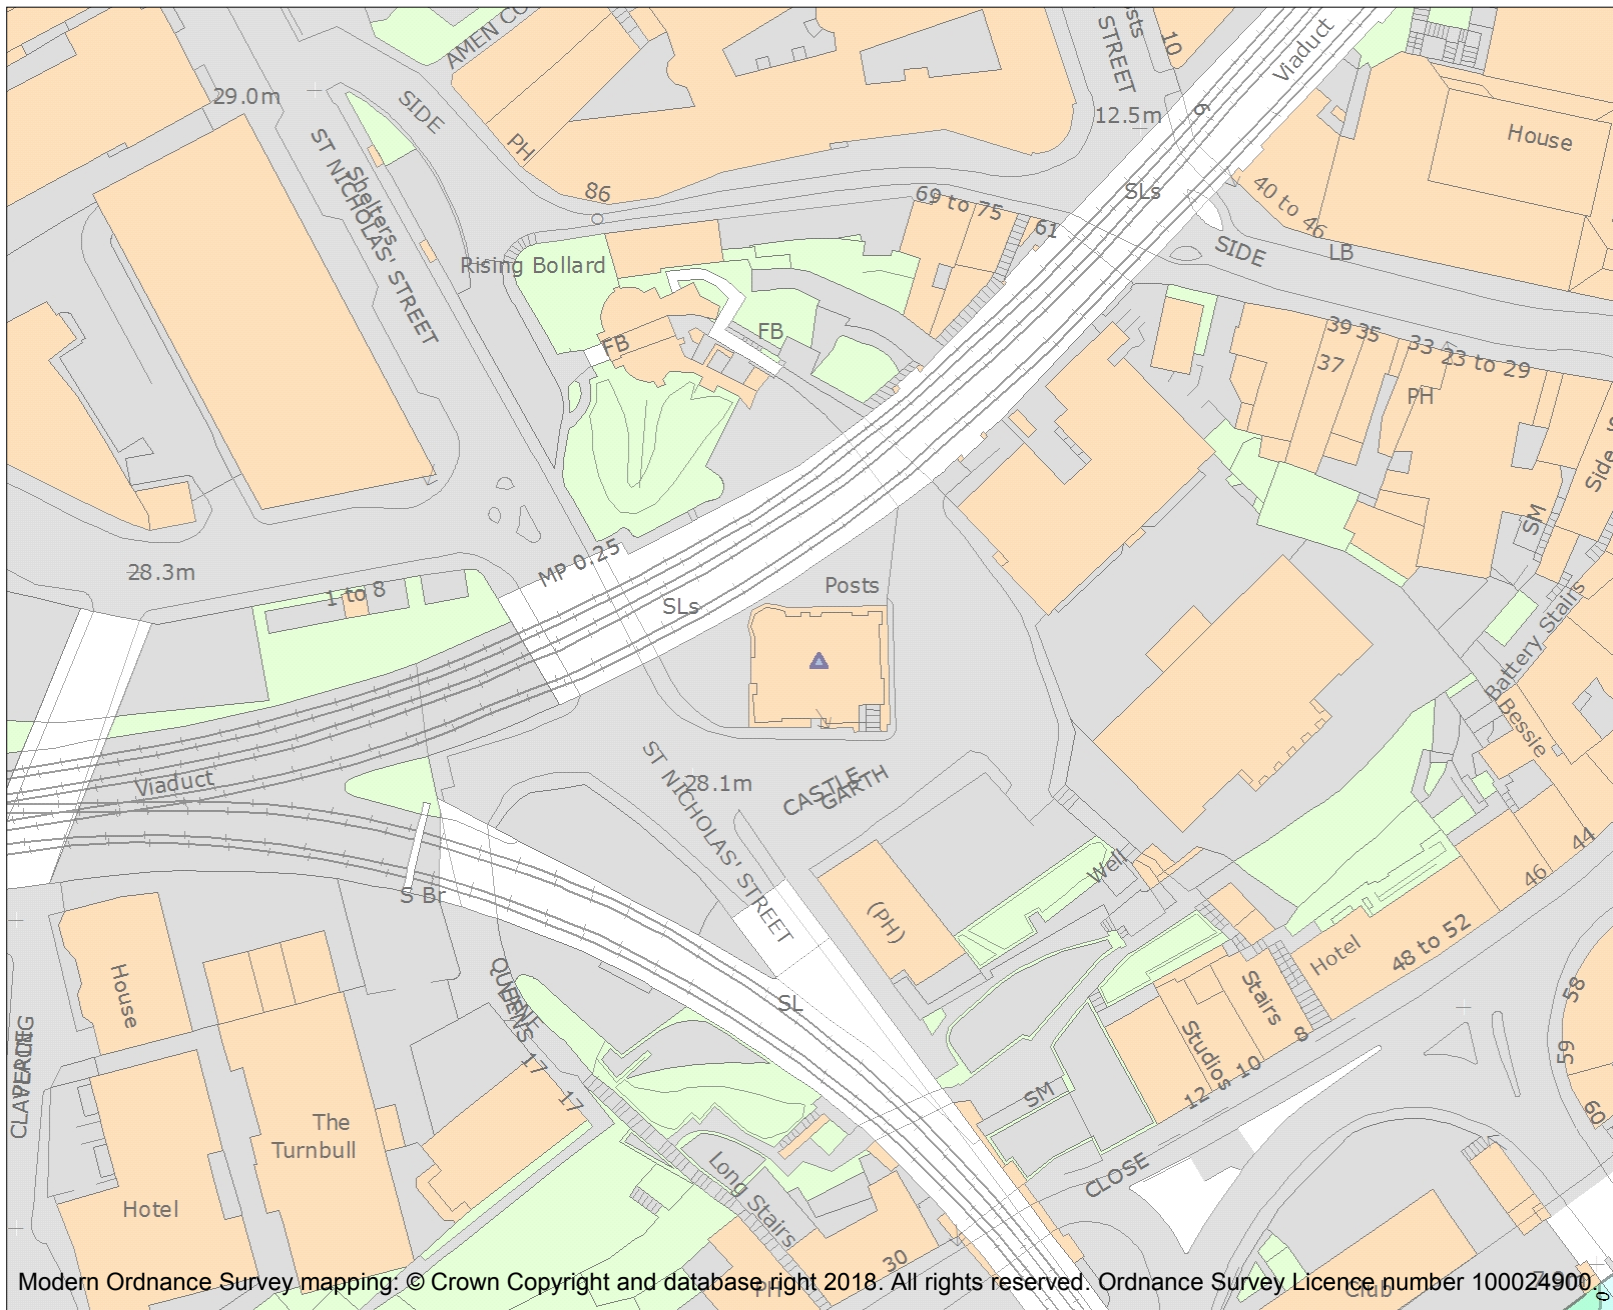 AMEN CO
STREET
sts
10
Viaduct
29.0m
SIDE
12.5m
6
PH
House
ST NICHOLAS' STREET
Shelters
86
69 to 75
61
SLs
40 to 46
SIDE
LB
Rising Bollard
FB
FB
39 35
37
33
23 to 29
PH
Side
SM
MP 0.25
28.3m
1 to 8
SLs
Posts
Battery Stairs
Bessie
Viaduct
ST NICHOLAS' STREET
28.1m
CASTLE
GARTH
Well
44
46
S Br
(PH)
Hotel
48 to 52
House
QUEENS
SL
Stairs
Studios
58
8
59
17
17
SM
12
10
60
The
Turnbull
CLOSE
Long Stairs
Hotel
30
PH
Club
Modern Ordnance Survey mapping: © Crown Copyright and database right 2018. All rights reserved. Ordnance Survey Licence number 100024900.